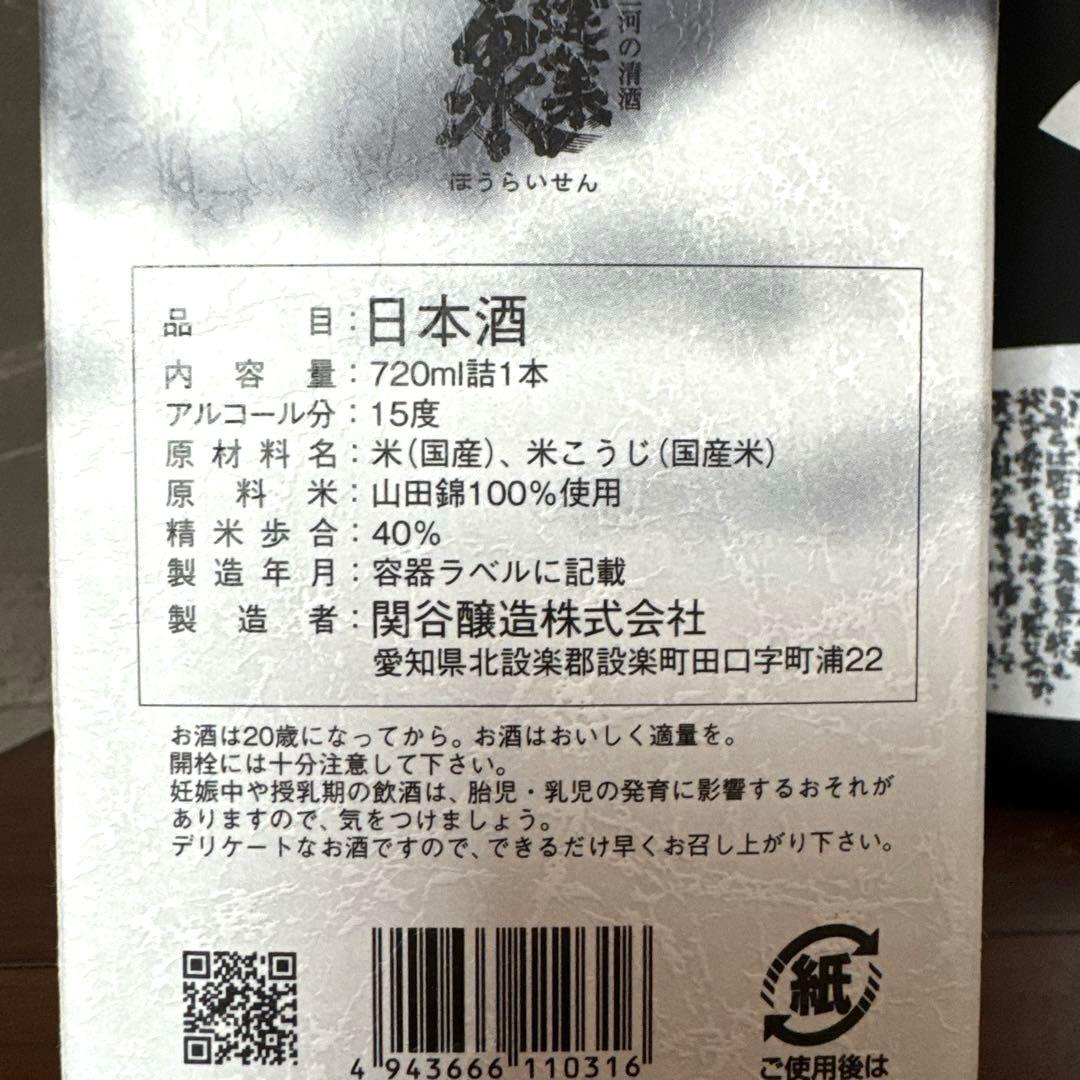 河の清酒
蓬莱泉
ほうらいせん
品目：日本酒
内容量：720ml詰1本
アルコール分：15度
原材料名：米（国産）、米こうじ（国産米）
原料米：山田錦100%使用
精米歩合：40%
製造年月：容器ラベルに記載
製造者：関谷醸造株式会社
愛知県北設楽郡設楽町田口字町浦22
お酒は20歳になってから。お酒はおいしく適量を。
開栓には十分注意して下さい。
妊娠中や授乳期の飲酒は、胎児・乳児の発育に影響するおそれが
ありますので、気をつけましょう。
デリケートなお酒ですので、できるだけ早くお召し上がり下さい。
4 943666 110316
紙
ご使用後は